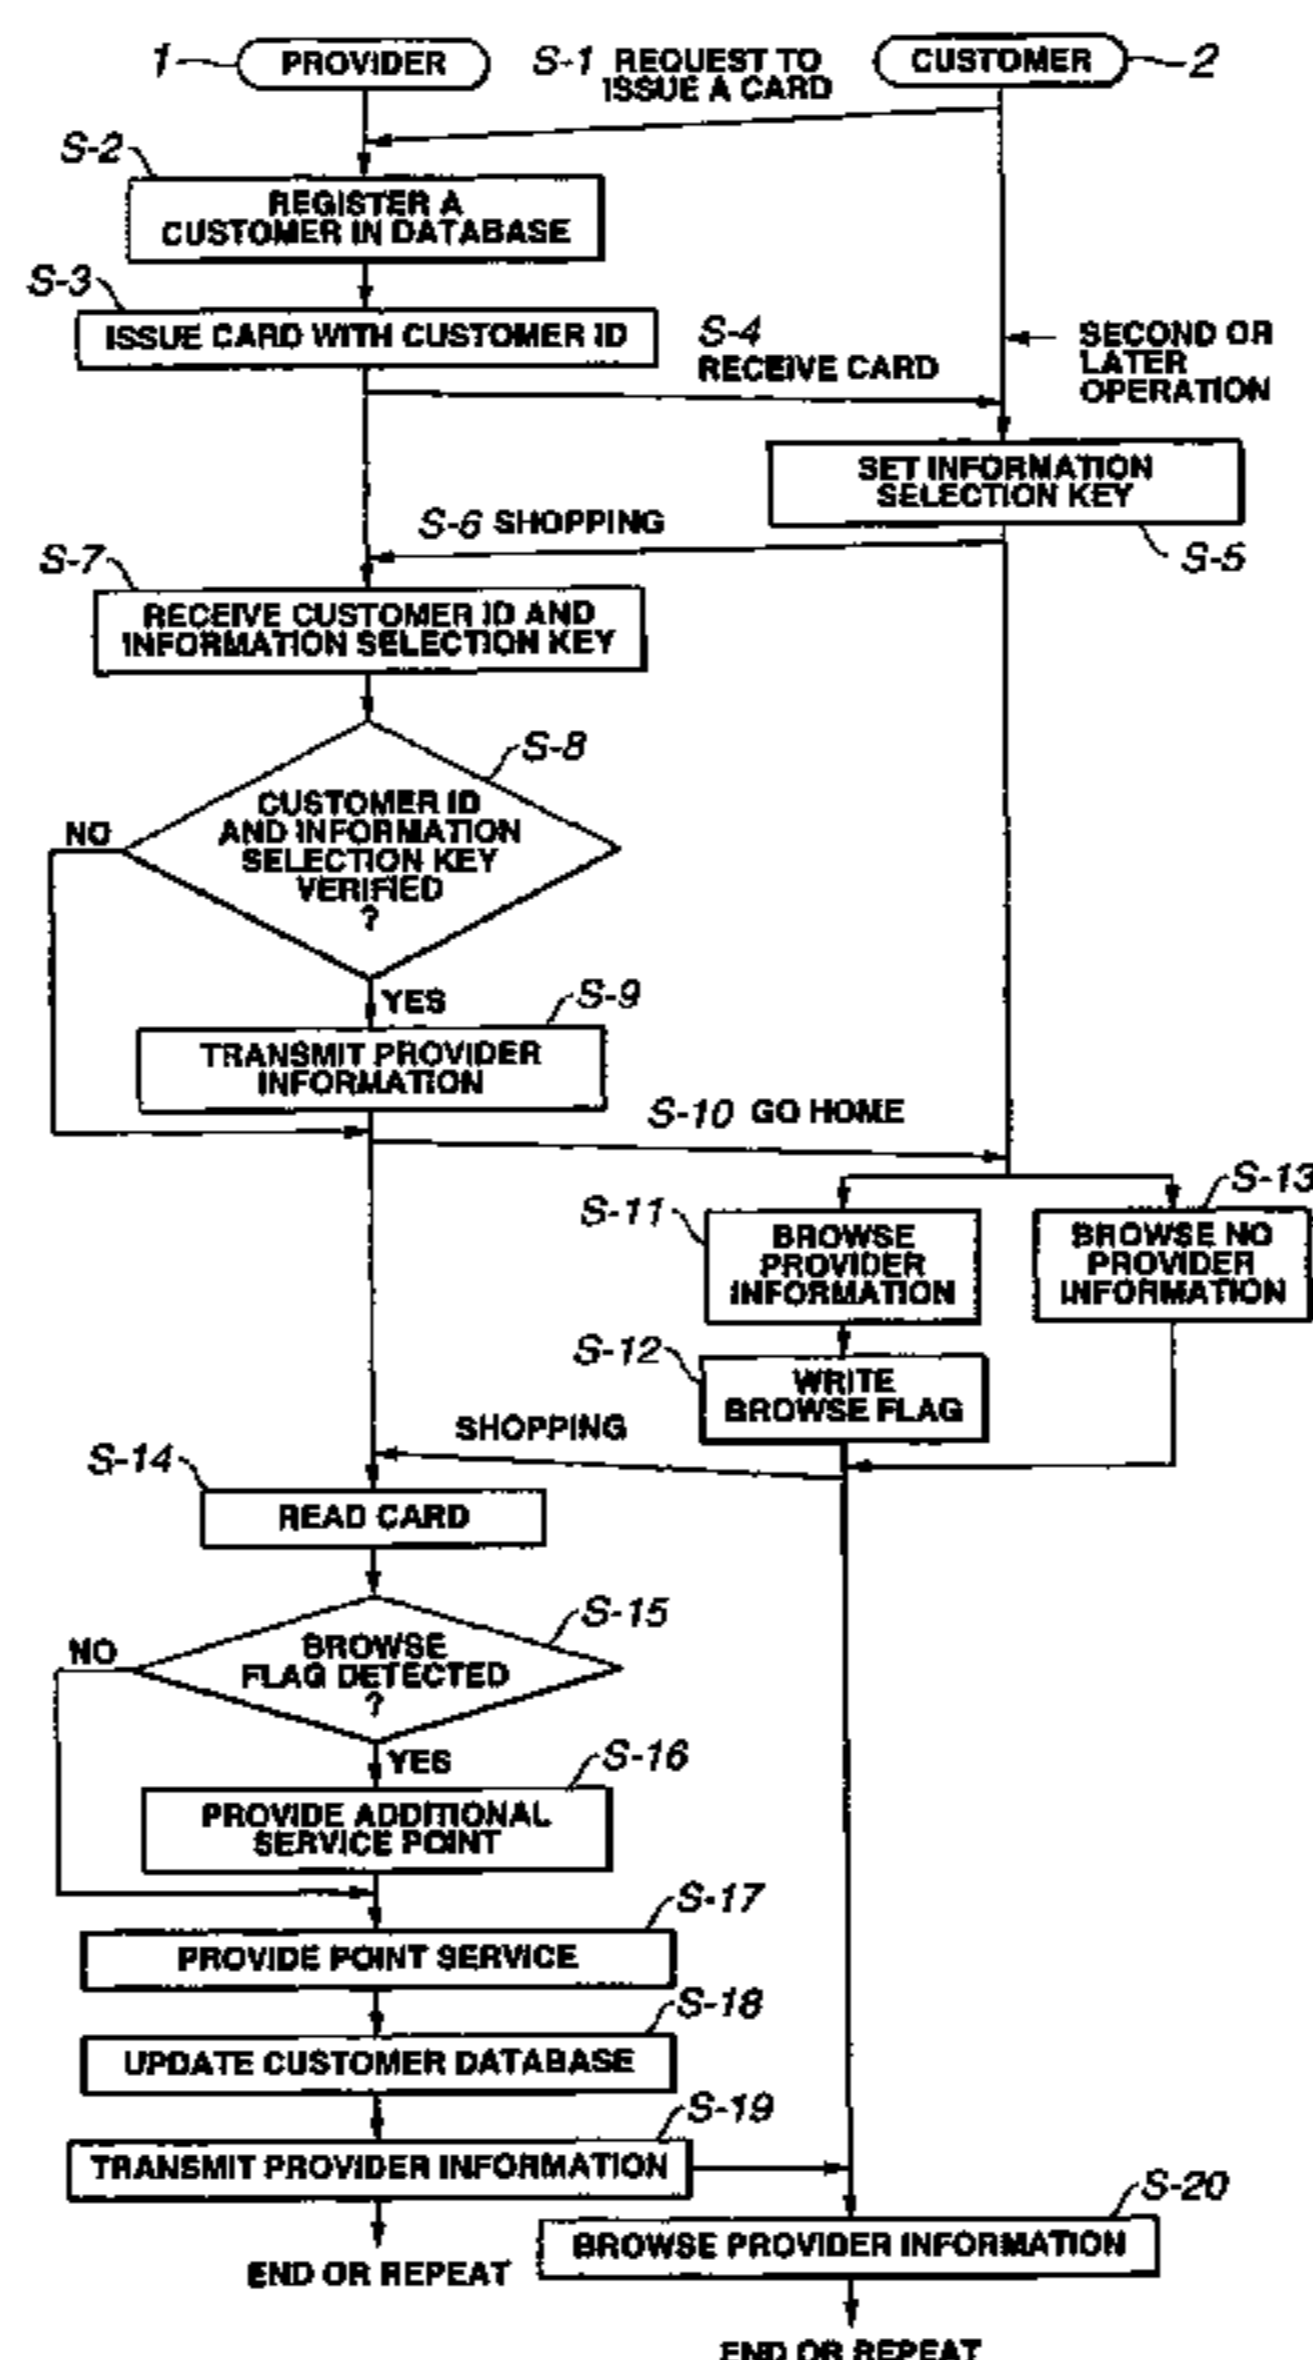 1
PROVIDER
S-1 REQUEST TO
ISSUE A CARD
CUSTOMER
2
S-2
REGISTER A
CUSTOMER IN DATABASE
S-3
ISSUE CARD WITH CUSTOMER ID
S-4
RECEIVE CARD
SECOND OR
LATER
OPERATION
SET INFORMATION
SELECTION KEY
S-5
S-6 SHOPPING
S-7
RECEIVE CUSTOMER ID AND
INFORMATION SELECTION KEY
S-8
CUSTOMER ID
AND INFORMATION
SELECTION KEY
VERIFIED
?
NO
YES
S-9
TRANSMIT PROVIDER
INFORMATION
S-10 GO HOME
S-11
BROWSE
PROVIDER
INFORMATION
S-13
BROWSE NO
PROVIDER
INFORMATION
S-12
WRITE
BROWSE FLAG
SHOPPING
S-14
READ CARD
S-15
BROWSE
FLAG DETECTED
?
NO
YES
S-16
PROVIDE ADDITIONAL
SERVICE POINT
S-17
PROVIDE POINT SERVICE
S-18
UPDATE CUSTOMER DATABASE
S-19
TRANSMIT PROVIDER INFORMATION
S-20
BROWSE PROVIDER INFORMATION
END OR REPEAT
END OR REPEAT